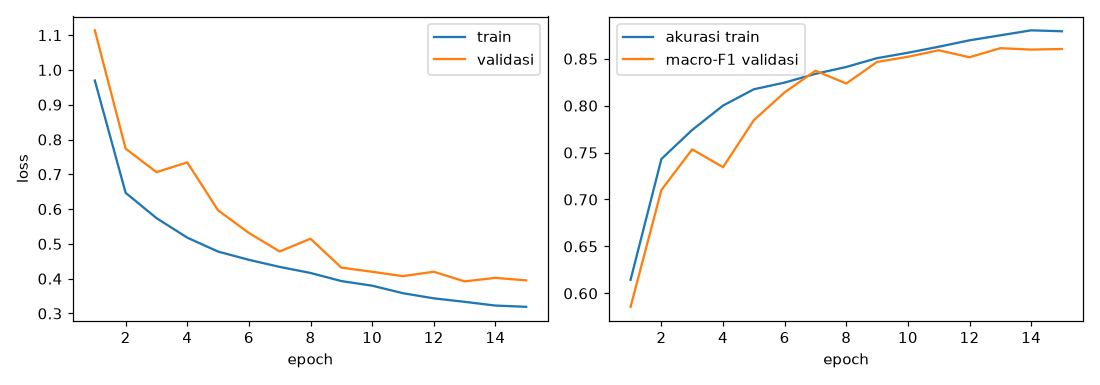 loss
1.1
1.0
0.9
0.8
0.7
0.6
0.5
0.4
0.3
2 4 6 8 10 12 14
epoch
train
validasi
0.85
0.80
0.75
0.70
0.65
0.60
2 4 6 8 10 12 14
epoch
akurasi train
macro-F1 validasi